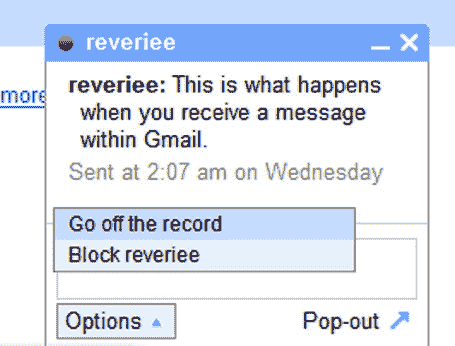 reveriee
more
reveriee: This is what happens
when you receive a message
within Gmail.
Sent at 2:07 am on Wednesday
Go off the record
Block reveriee
Options
Pop-out